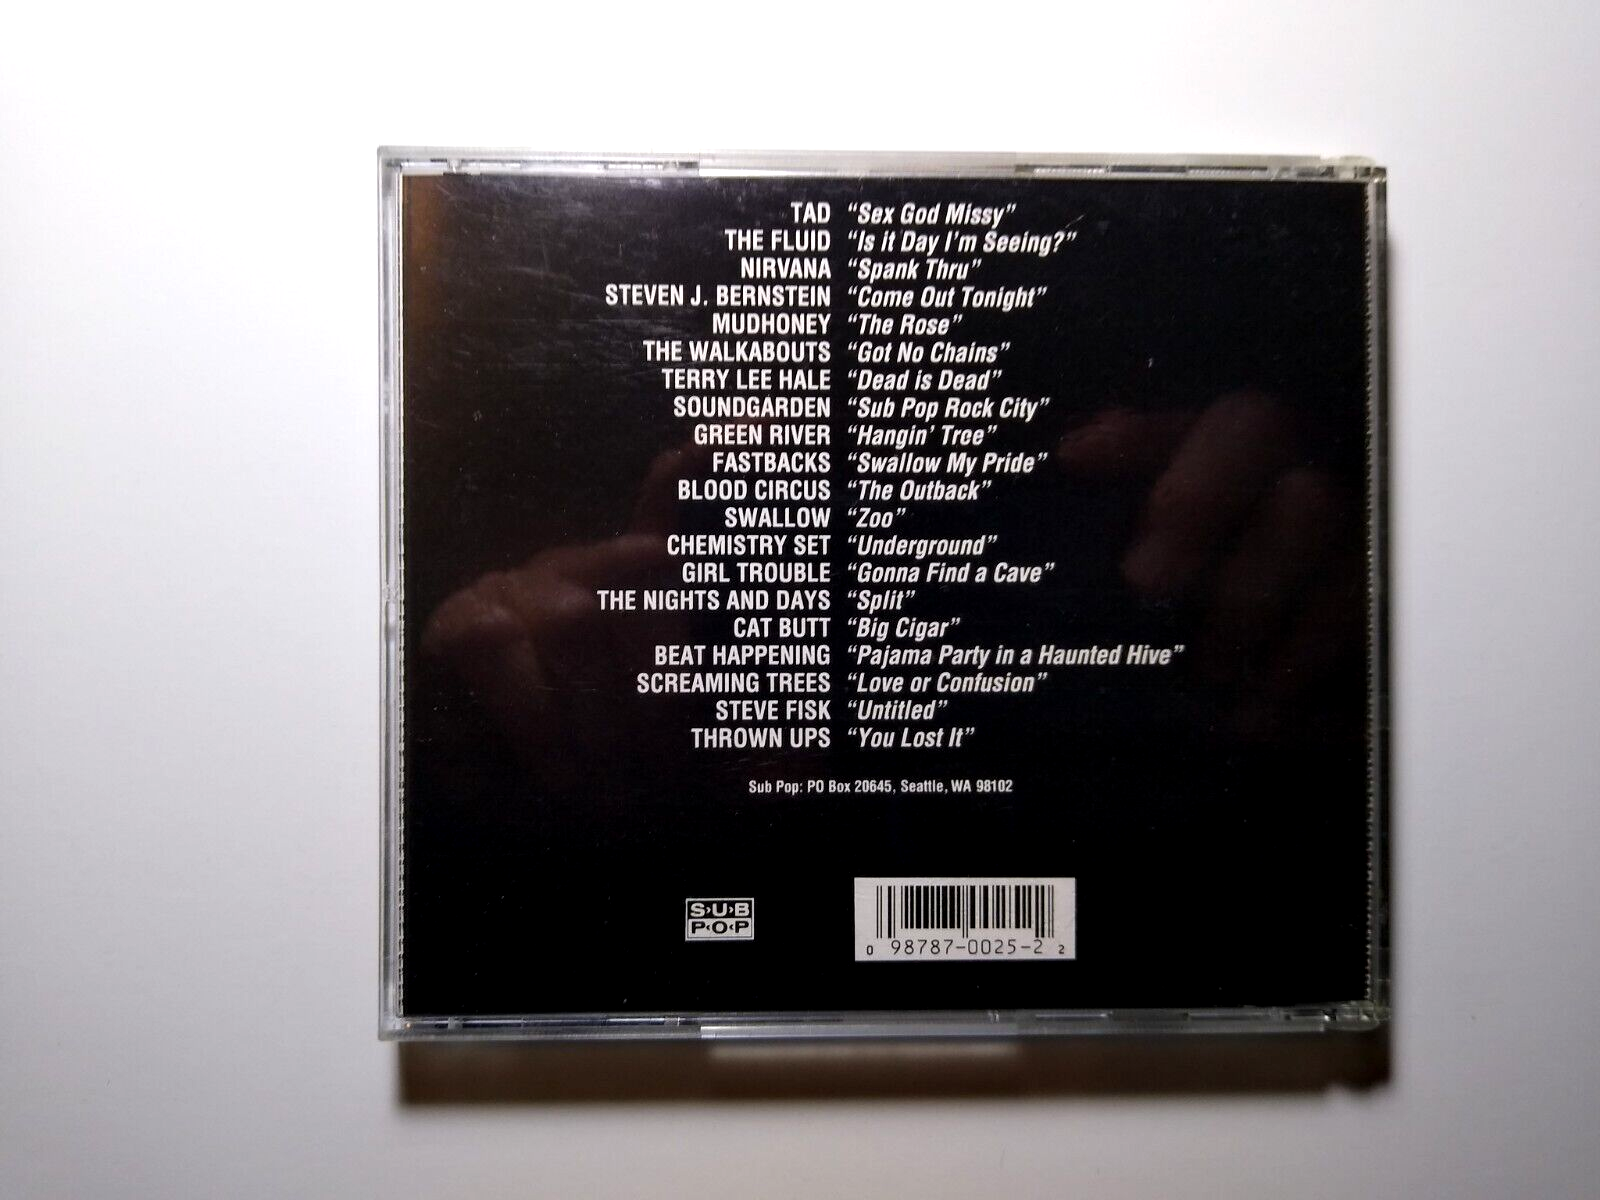 TAD "Sex God Missy"
THE FLUID "Is it Day I'm Seeing?"
NIRVANA "Spank Thru"
STEVEN J. BERNSTEIN "Come Out Tonight"
MUDHONEY "The Rose"
THE WALKABOUTS "Got No Chains"
TERRY LEE HALE "Dead is Dead"
SOUNDGARDEN "Sub Pop Rock City"
GREEN RIVER "Hangin' Tree"
FASTBACKS "Swallow My Pride"
BLOOD CIRCUS "The Outback"
SWALLOW "Zoo"
CHEMISTRY SET "Underground"
GIRL TROUBLE "Gonna Find a Cave"
THE NIGHTS AND DAYS "Split"
CAT BUTT "Big Cigar"
BEAT HAPPENING "Pajama Party in a Haunted Hive"
SCREAMING TREES "Love or Confusion"
STEVE FISK "Untitled"
THROWN UPS "You Lost It"
Sub Pop: PO Box 20645, Seattle, WA 98102
S›U›B
P‹O‹P
0 98787-0025-2 2